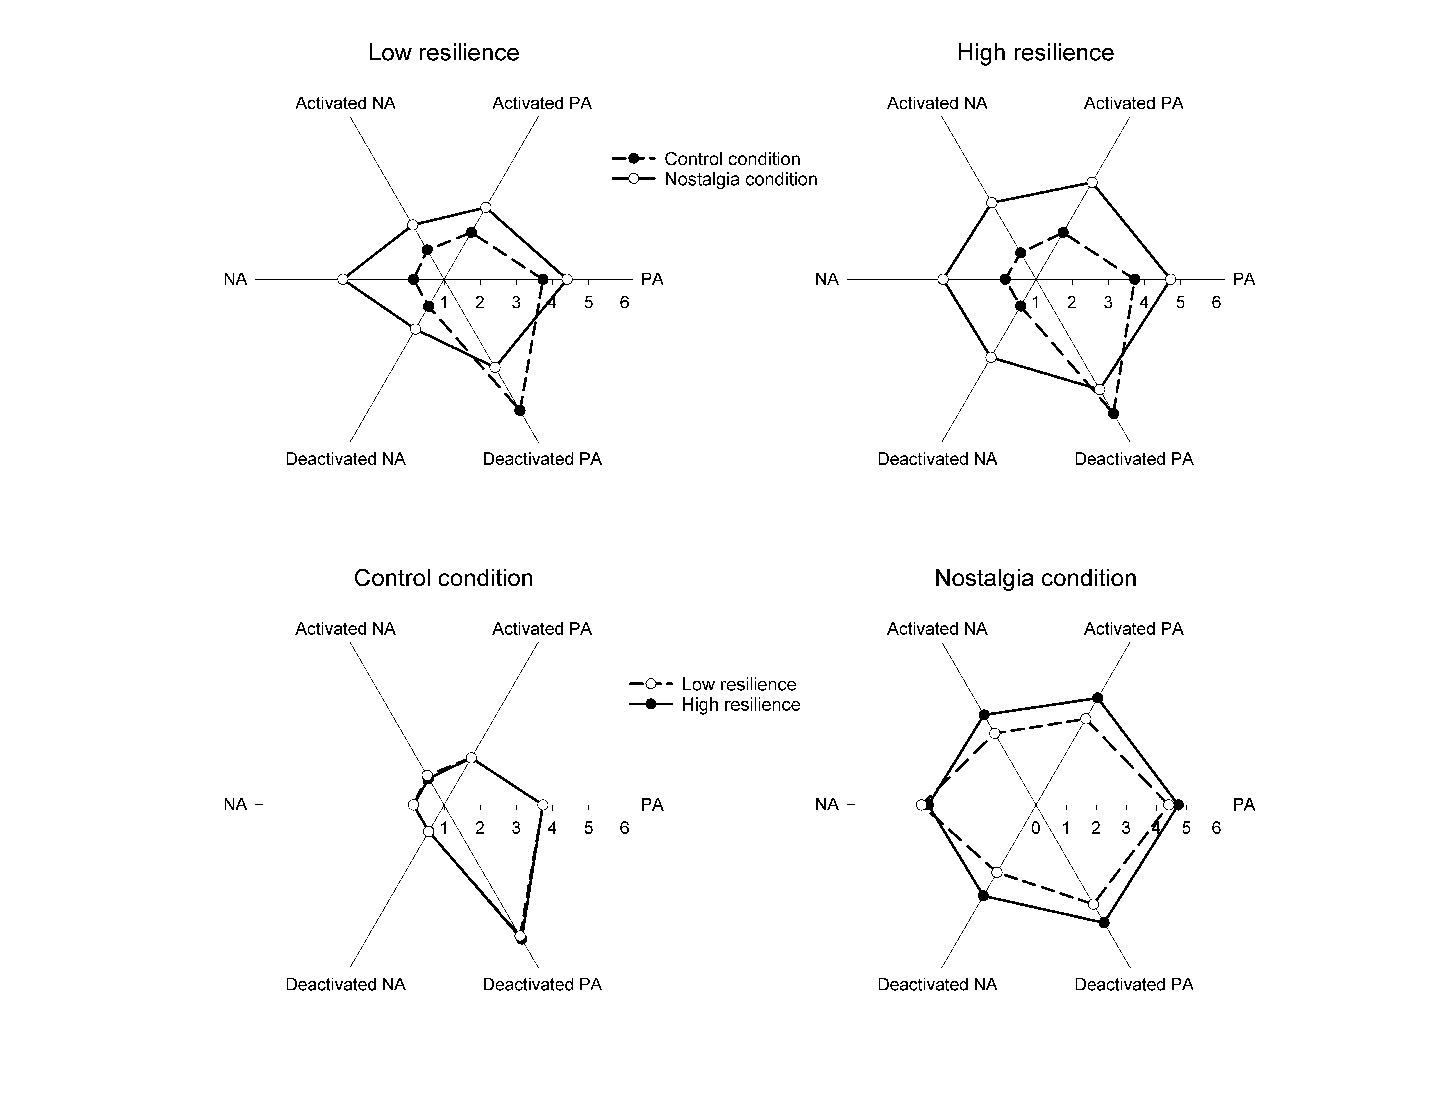 Low resilience
High resilience
Activated NA
Activated PA
Activated NA
Activated PA
Control condition
Nostalgia condition
NA
PA
NA
PA
1 2 3 4 5 6
1 2 3 4 5 6
Deactivated NA
Deactivated PA
Deactivated NA
Deactivated PA
Control condition
Nostalgia condition
Activated NA
Activated PA
Activated NA
Activated PA
Low resilience
High resilience
NA
PA
NA
PA
1 2 3 4 5 6
0 1 2 3 4 5 6
Deactivated NA
Deactivated PA
Deactivated NA
Deactivated PA